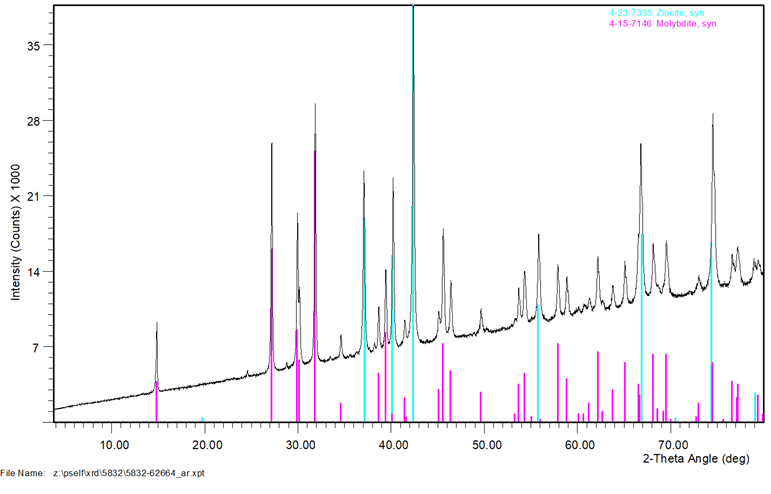 4-23-7335 Zincite, syn
4-15-7146 Molybdite, syn
35
28
21
14
7
Intensity (Counts) X 1000
10.00 20.00 30.00 40.00 50.00 60.00 70.00
2-Theta Angle (deg)
File Name: z:\pself\xrd\5832\5832-62664_ar.xpt